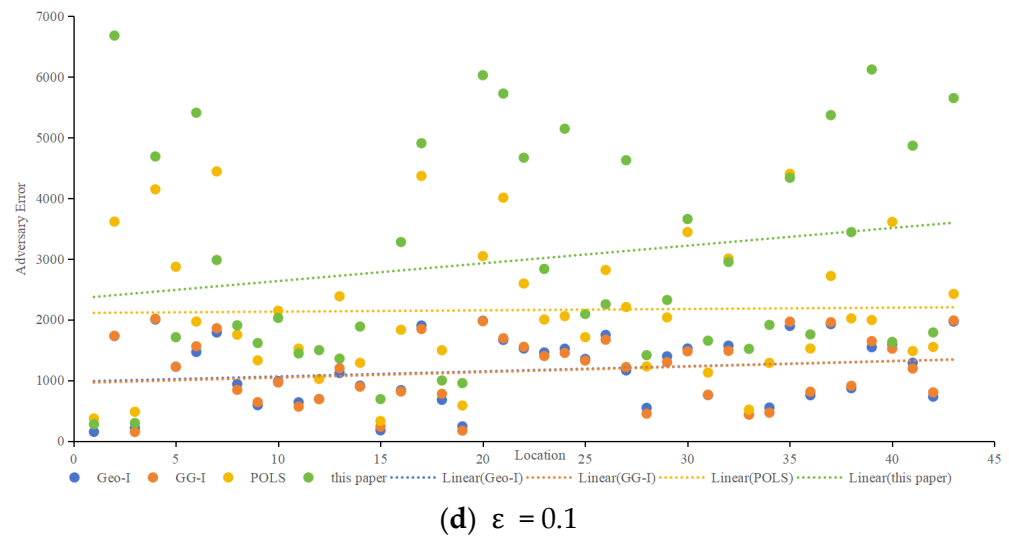 7000
6000
5000
4000
3000
2000
1000
0
Adversary Error
0 5 10 15 20 25 30 35 40 45
Location
Geo-I GG-I POLS this paper Linear(Geo-I) Linear(GG-I) Linear(POLS) Linear(this paper)
(d) ε = 0.1